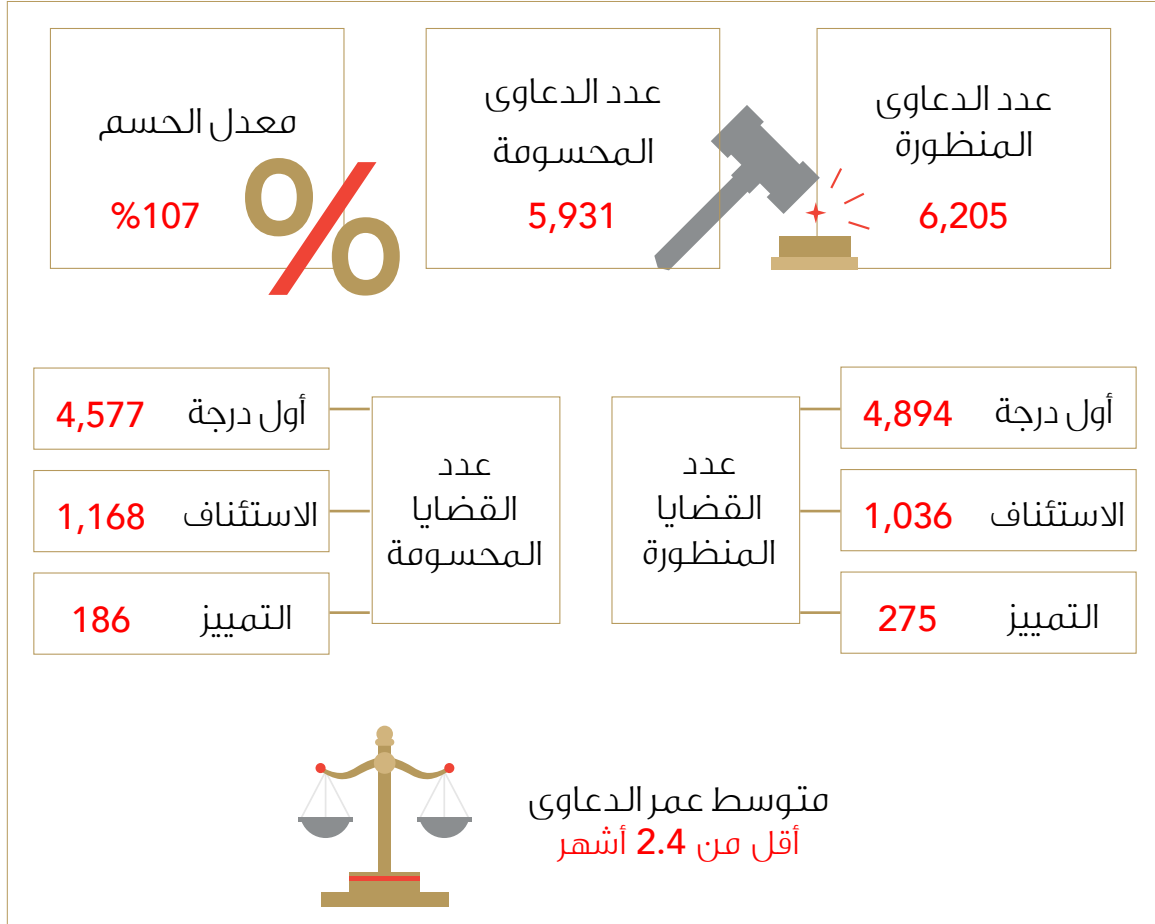 عدد الدعاوى
المنظورة
6,205
عدد الدعاوى
المحسومة
5,931
معدل الحسم
%107
%
عدد
القضايا
المنظورة
أول درجة 4,894
الاستئناف 1,036
التمييز 275
عدد
القضايا
المحسومة
أول درجة 4,577
الاستئناف 1,168
التمييز 186
متوسط عمر الدعاوى
أقل من 2.4 أشهر